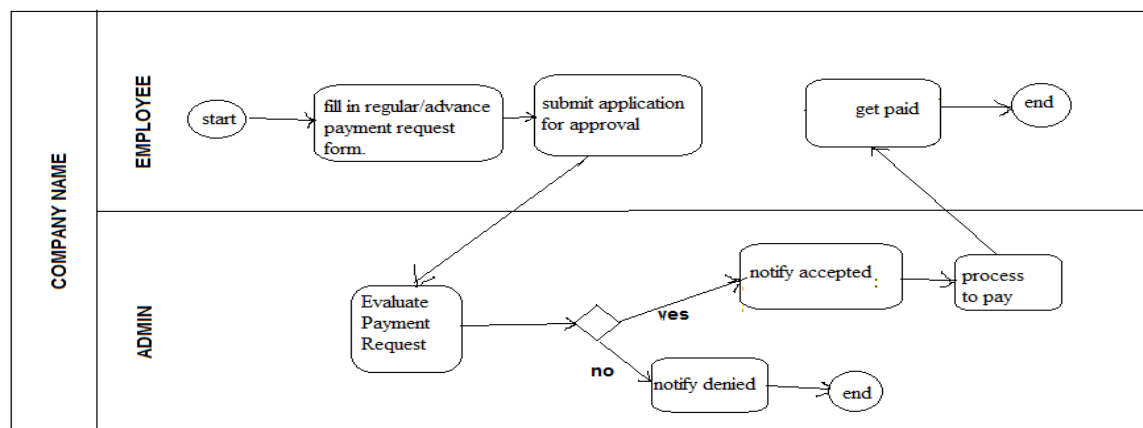 COMPANY NAME
EMPLOYEE
start
fill in regular/advance
payment request
form.
submit application
for approval
get paid
end
ADMIN
Evaluate
Payment
Request
yes
no
notify accepted
process
to pay
notify denied
end